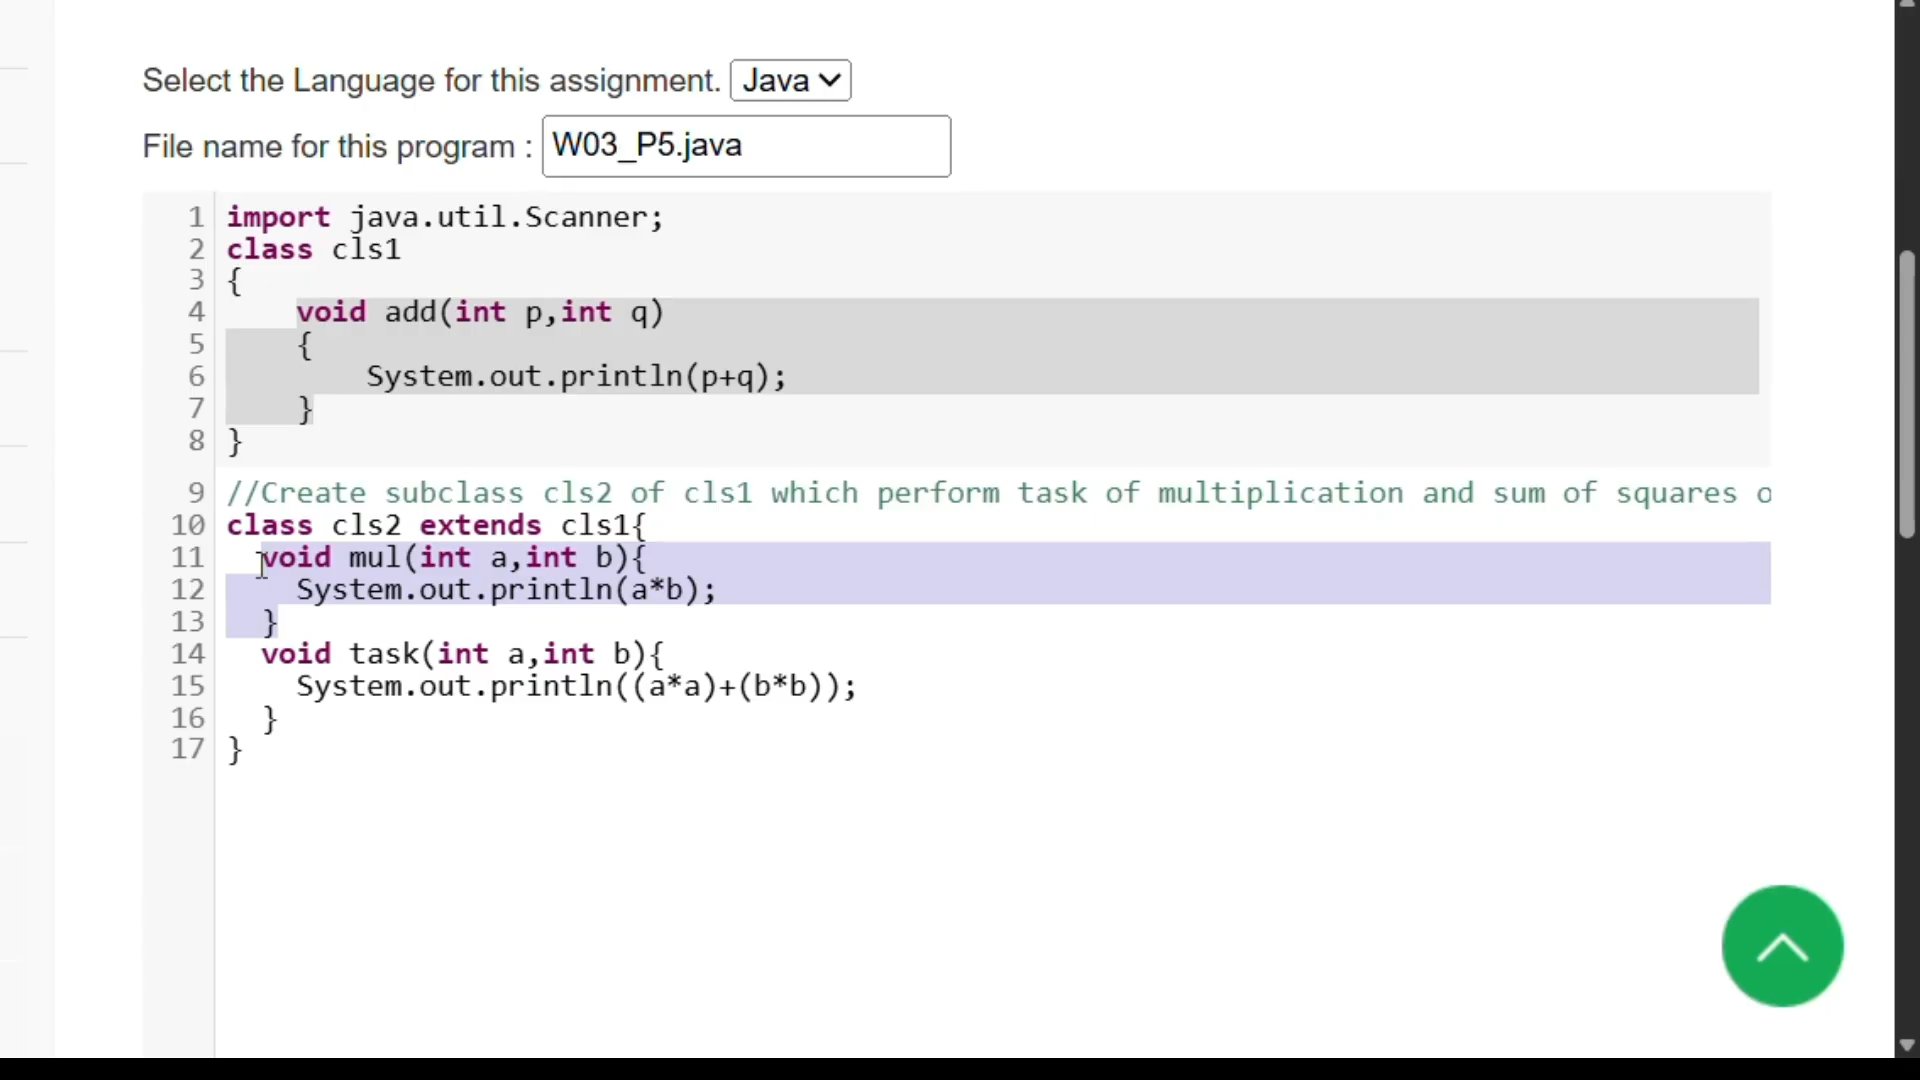 Select the Language for this assignment. Java
File name for this program : W03_P5.java
1 import java.util.Scanner;
2 class cls1
3 {
4     void add(int p,int q)
5     {
6         System.out.println(p+q);
7     }
8 }
9 //Create subclass cls2 of cls1 which perform task of multiplication and sum of squares o
10 class cls2 extends cls1{
11   void mul(int a,int b){
12     System.out.println(a*b);
13   }
14   void task(int a,int b){
15     System.out.println((a*a)+(b*b));
16   }
17 }